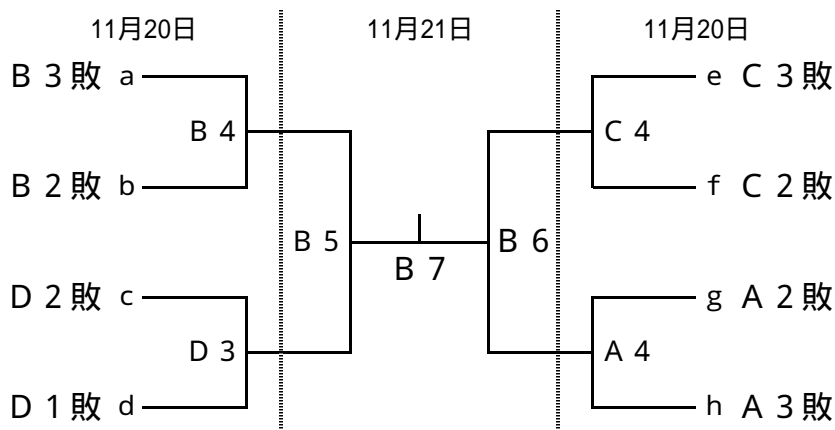 11月20日 11月21日 11月20日
B 3敗 a e C 3敗
B 4 C 4
B 2敗 b f C 2敗
B 5 B 6
B 7
D 2敗 c g A 2敗
D 3 A 4
D 1敗 d h A 3敗